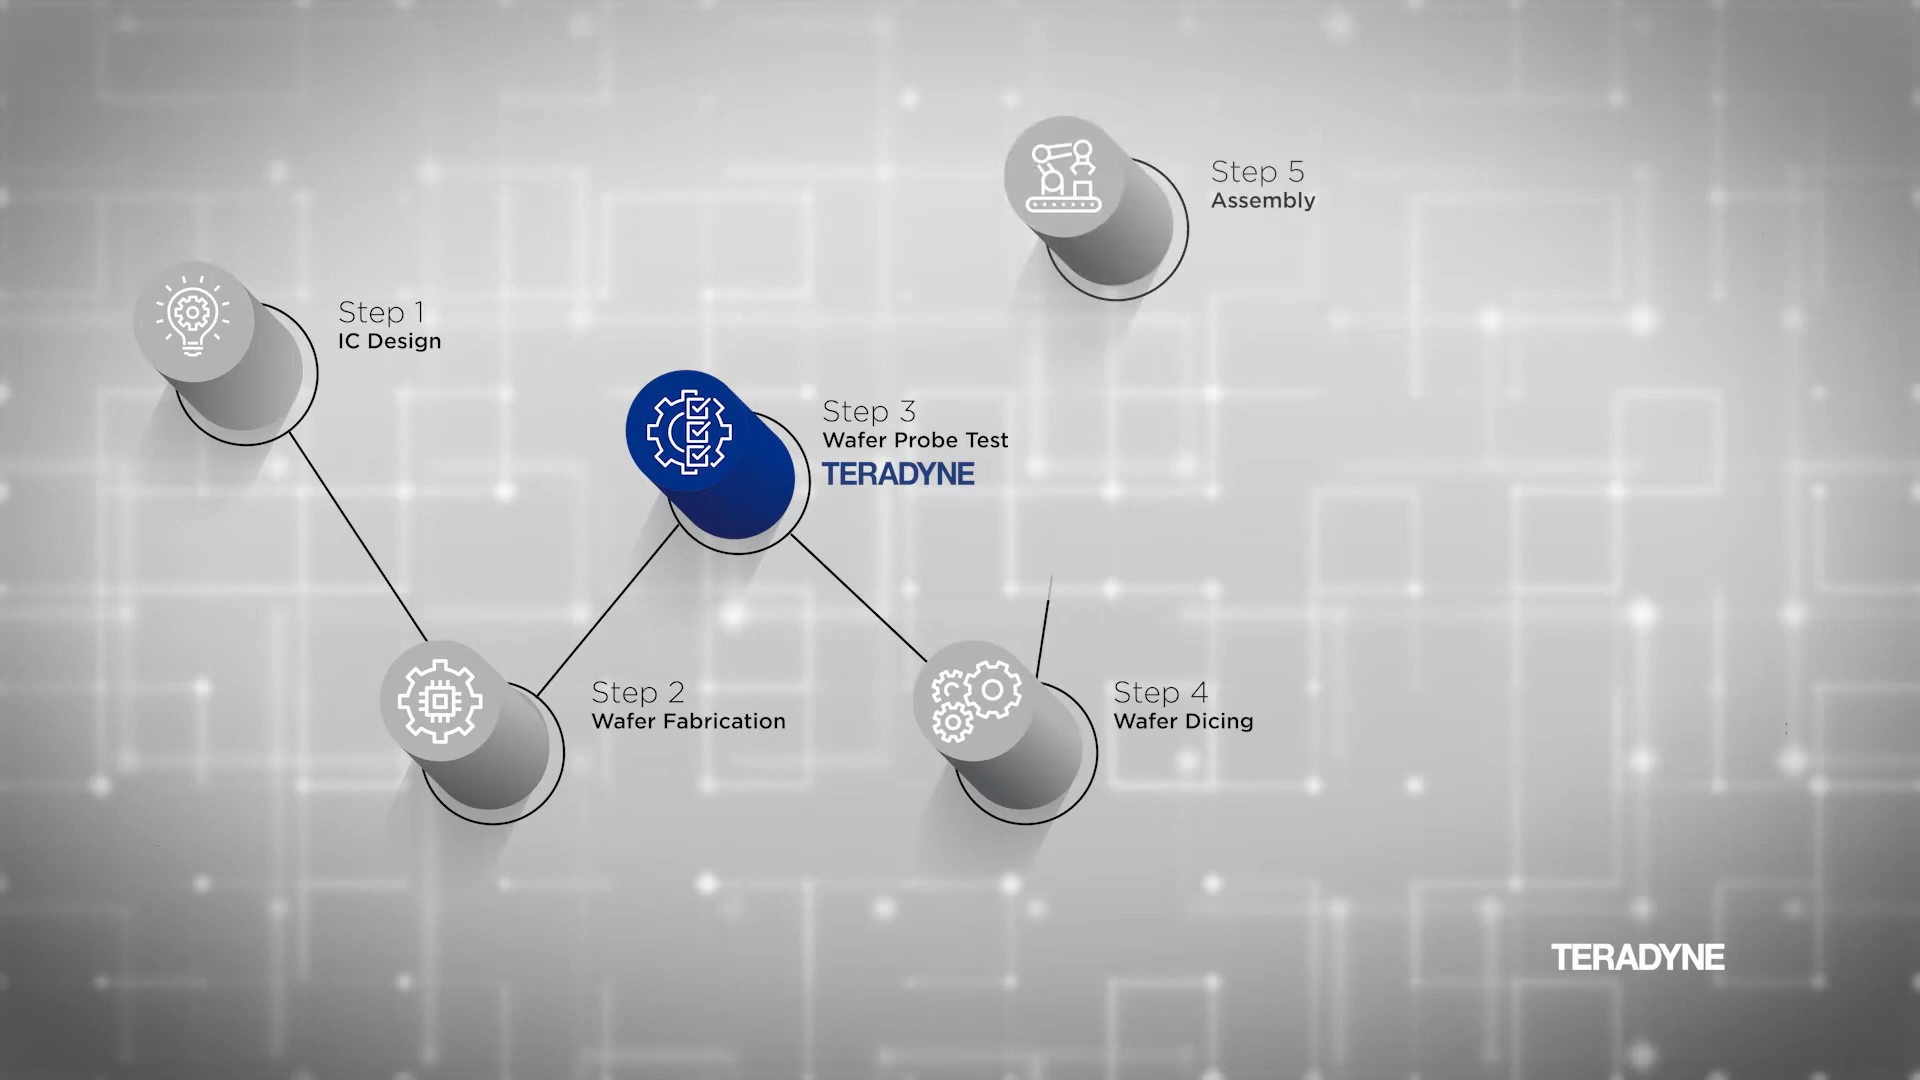 Step 1
IC Design
Step 2
Wafer Fabrication
Step 3
Wafer Probe Test
TERADYNE
Step 4
Wafer Dicing
Step 5
Assembly
TERADYNE